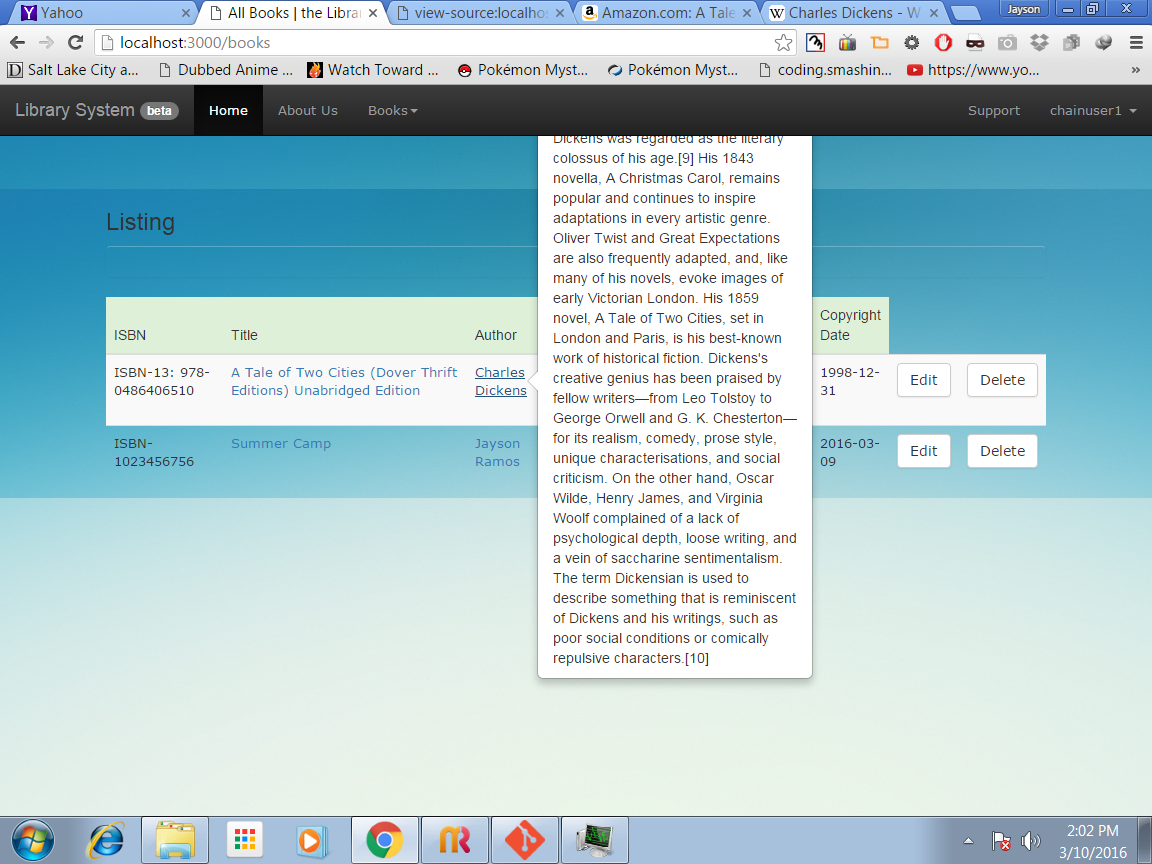 Yahoo
All Books | the Libra
view-source:localho
Amazon.com: A Tale
Charles Dickens - W
Jayson
localhost:3000/books
Salt Lake City a...
Dubbed Anime ...
Watch Toward ...
Pokémon Myst...
Pokémon Myst...
coding.smashin...
https://www.yo...
»
Library System beta
Home
About Us
Books
Support
chainuser1
Listing
ISBN
Title
Author
Copyright
Date
ISBN-13: 978-
0486406510
A Tale of Two Cities (Dover Thrift
Editions) Unabridged Edition
Charles
Dickens
1998-12-
31
Edit
Delete
ISBN-
1023456756
Summer Camp
Jayson
Ramos
2016-03-
09
Edit
Delete
Dickens was regarded as the literary
colossus of his age.[9] His 1843
novella, A Christmas Carol, remains
popular and continues to inspire
adaptations in every artistic genre.
Oliver Twist and Great Expectations
are also frequently adapted, and, like
many of his novels, evoke images of
early Victorian London. His 1859
novel, A Tale of Two Cities, set in
London and Paris, is his best-known
work of historical fiction. Dickens's
creative genius has been praised by
fellow writers—from Leo Tolstoy to
George Orwell and G. K. Chesterton—
for its realism, comedy, prose style,
unique characterisations, and social
criticism. On the other hand, Oscar
Wilde, Henry James, and Virginia
Woolf complained of a lack of
psychological depth, loose writing, and
a vein of saccharine sentimentalism.
The term Dickensian is used to
describe something that is reminiscent
of Dickens and his writings, such as
poor social conditions or comically
repulsive characters.[10]
2:02 PM
3/10/2016